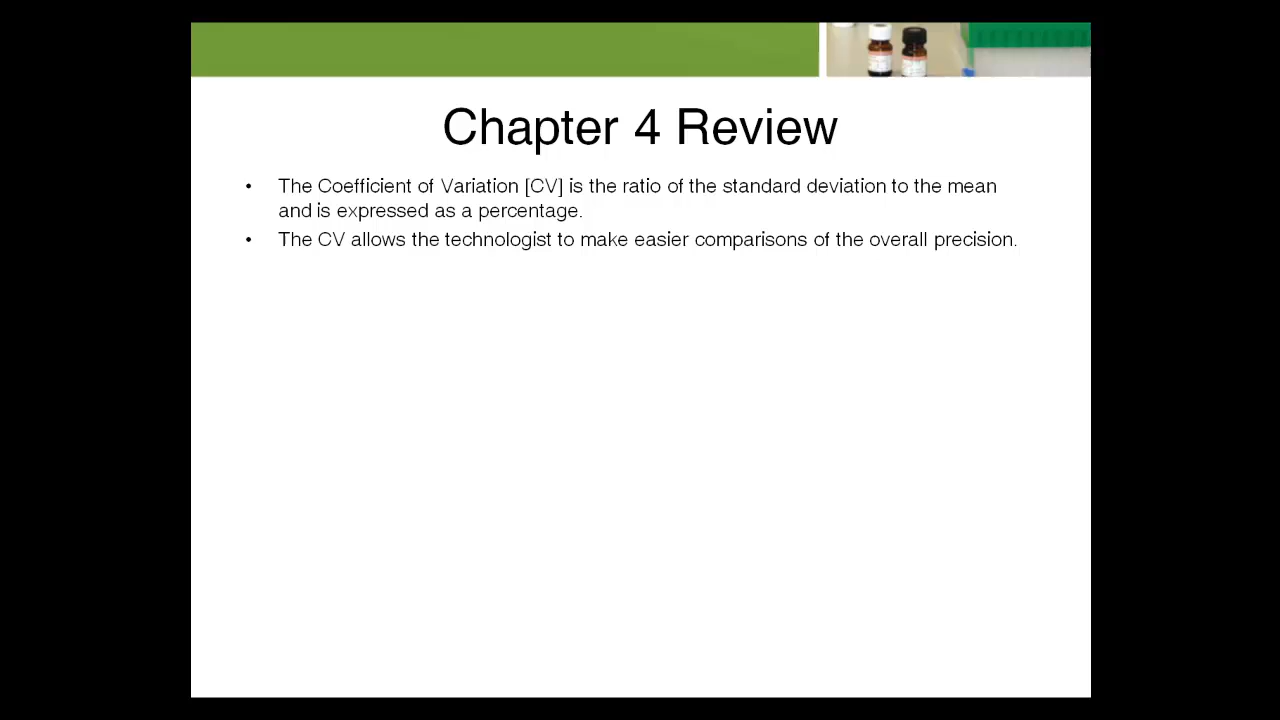 Chapter 4 Review
• The Coefficient of Variation [CV] is the ratio of the standard deviation to the mean
and is expressed as a percentage.
• The CV allows the technologist to make easier comparisons of the overall precision.